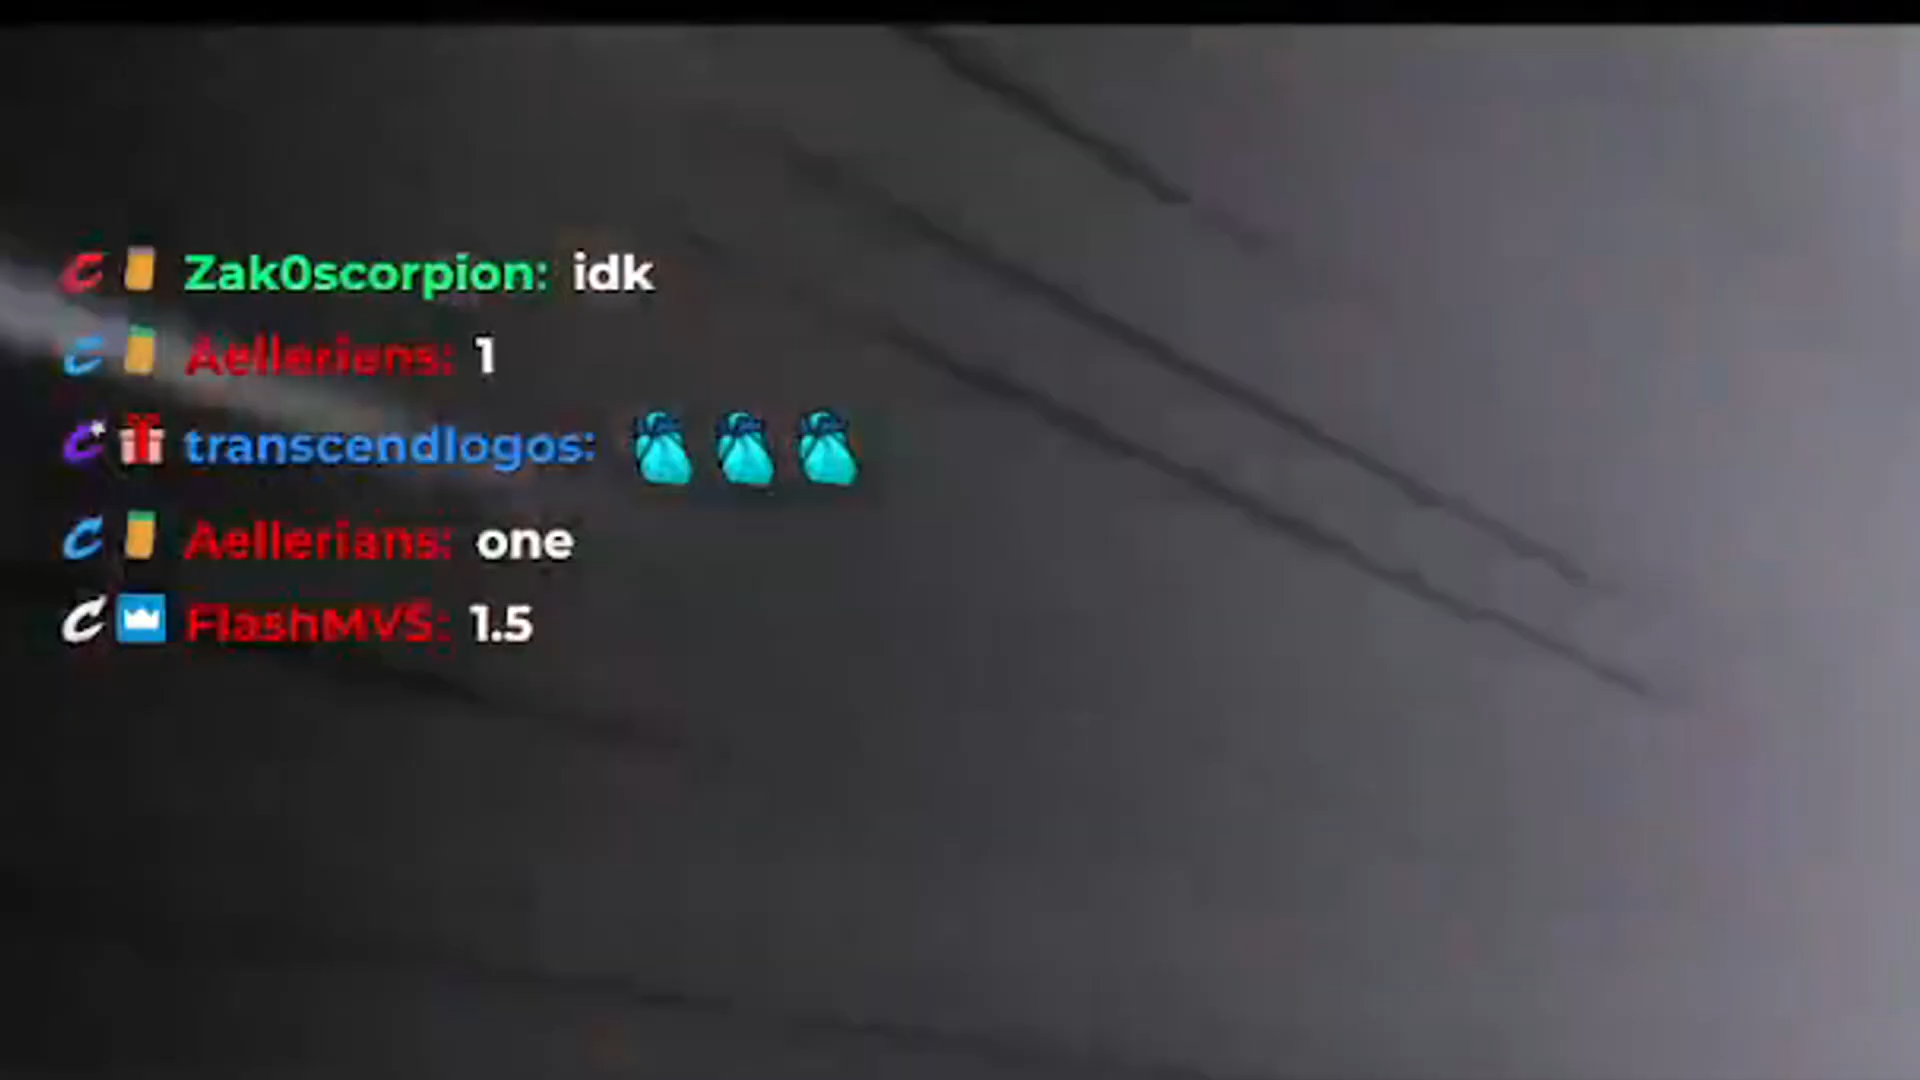 Zak0scorpion: idk
Aellerians: 1
transcendlogos:
Aellerians: one
FlashMVS: 1.5